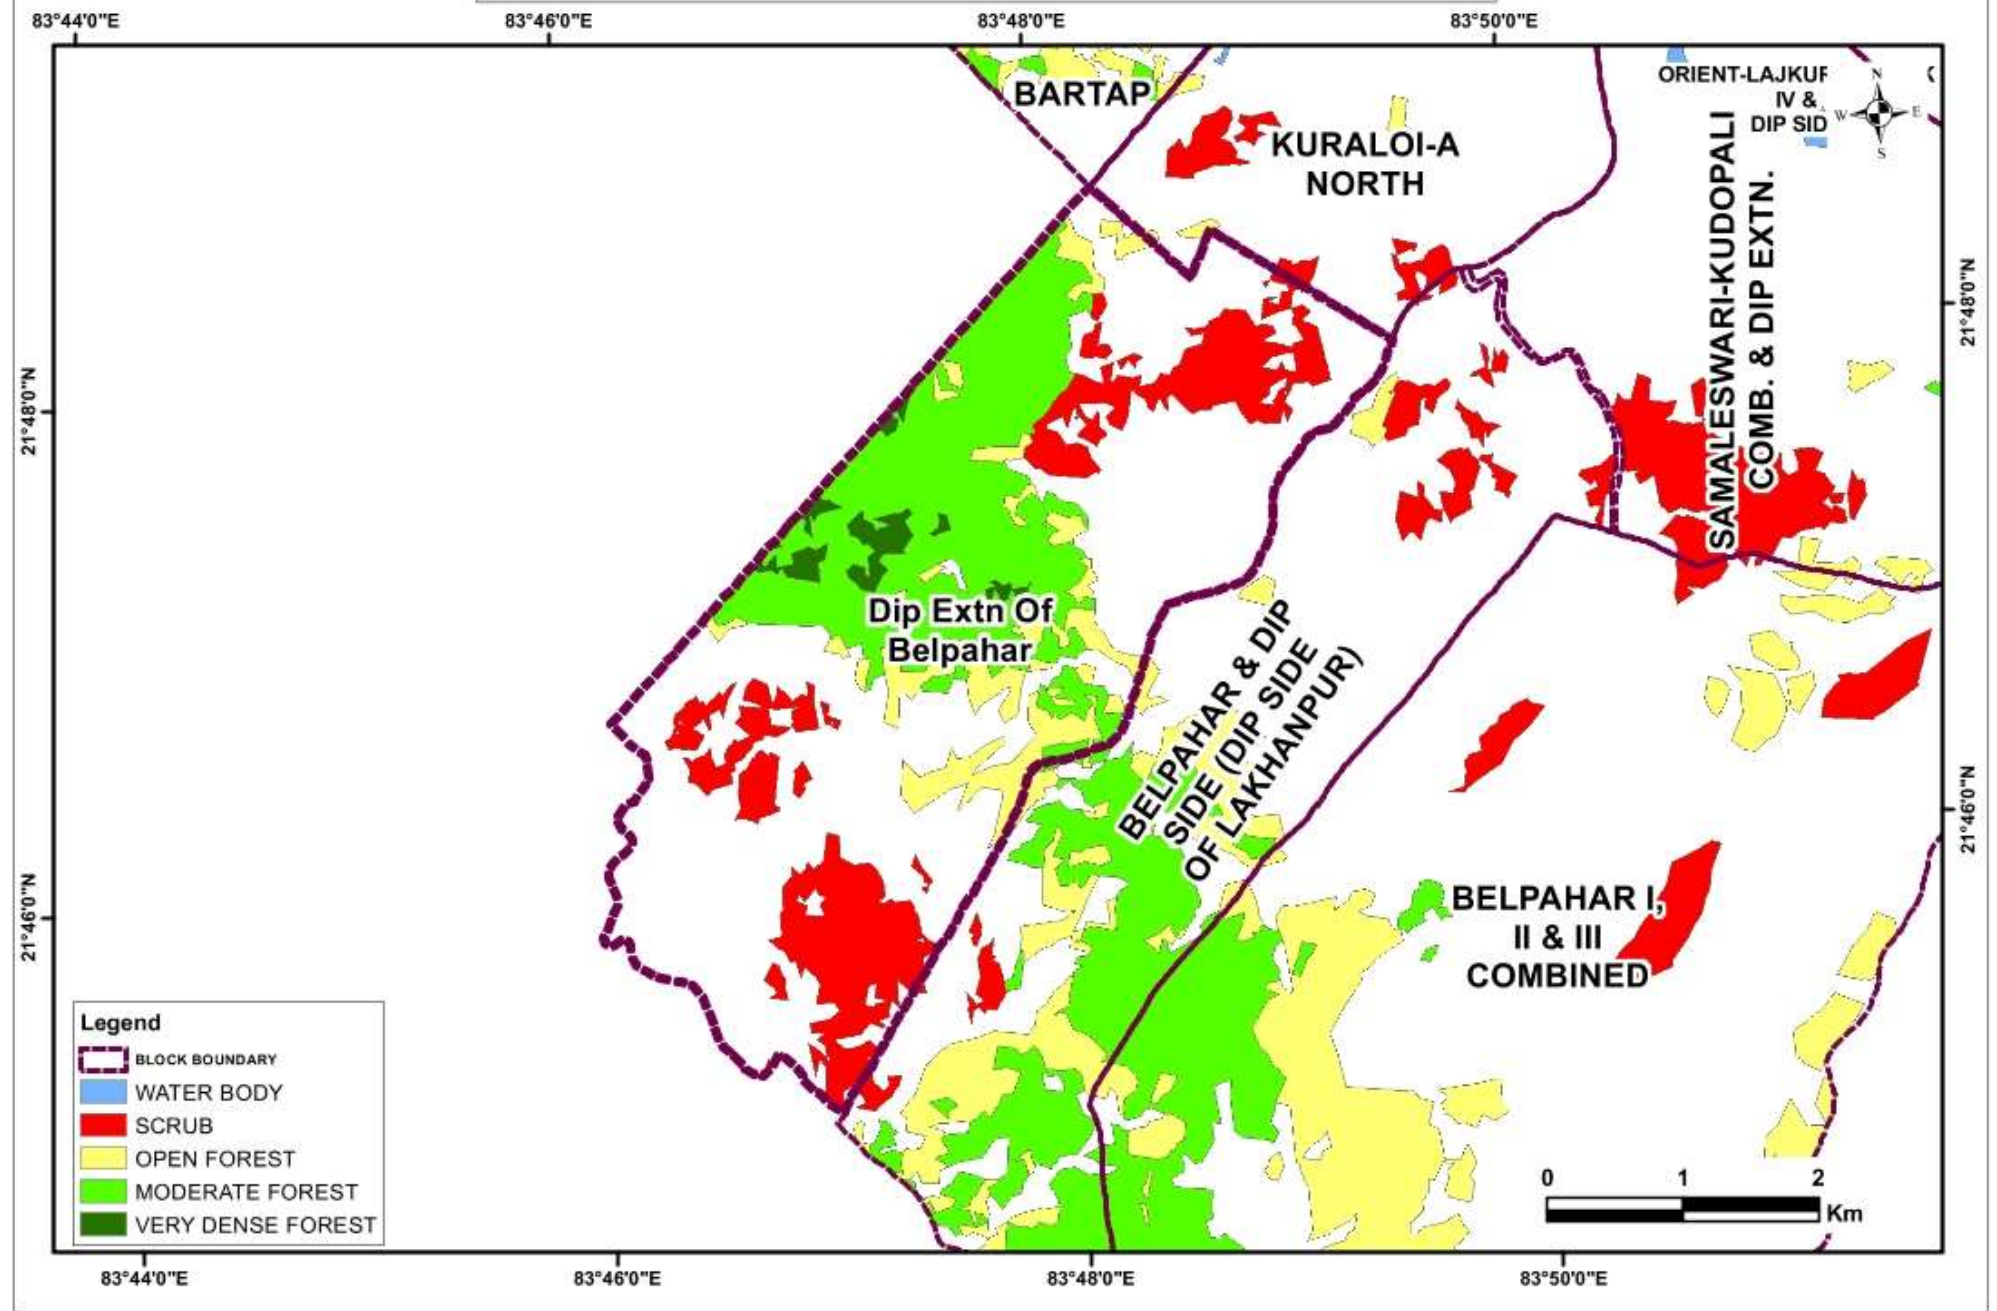 83°44'0"E 83°46'0"E 83°48'0"E 83°50'0"E
BARTAP
KURALOI-A
NORTH
ORIENT-LAJKUR
IV &
DIP SID
N
W E
S
SAMALESWARI-KUDOPALI
COMB. & DIP EXTN.
21°48'0"N
21°48'0"N
Dip Extn Of
Belpahar
BELPAHAR & DIP
SIDE (DIP SIDE
OF LAKHANPUR)
21°46'0"N
21°46'0"N
BELPAHAR I,
II & III
COMBINED
Legend
BLOCK BOUNDARY
WATER BODY
SCRUB
OPEN FOREST
MODERATE FOREST
VERY DENSE FOREST
0 1 2
Km
83°44'0"E 83°46'0"E 83°48'0"E 83°50'0"E